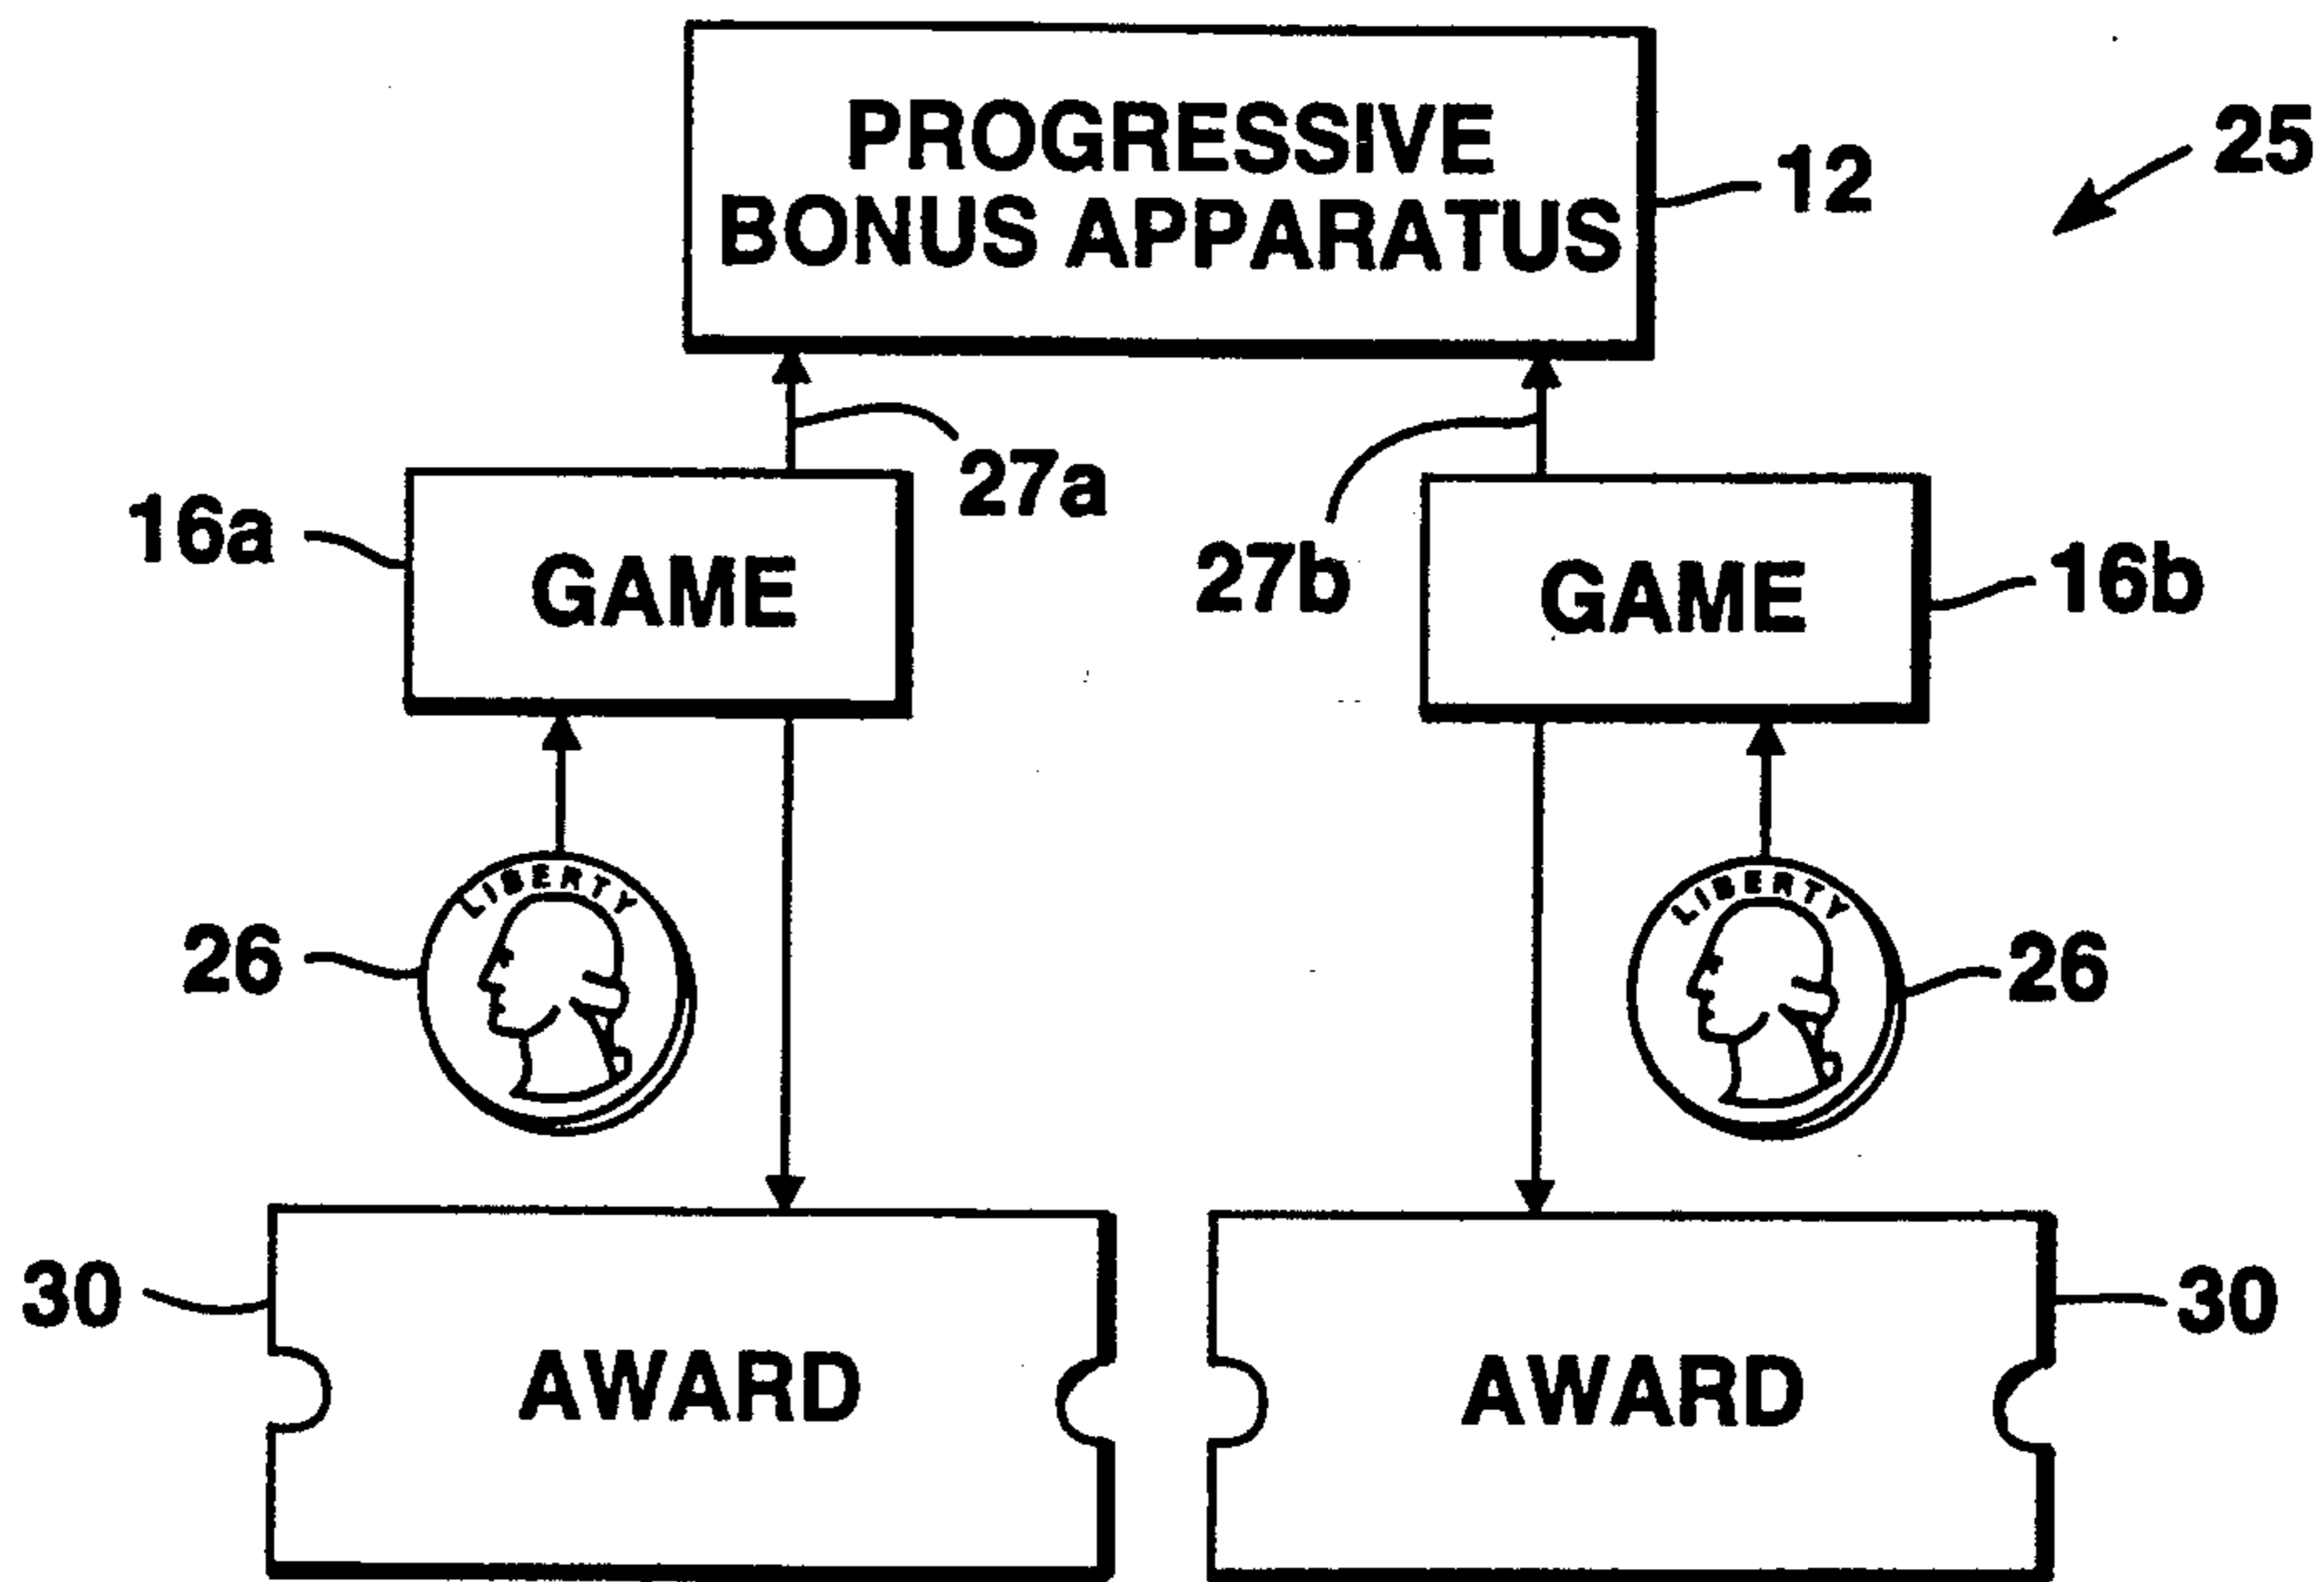 PROGRESSIVE
BONUS APPARATUS
12
25
27a
27b
16a
GAME
GAME
16b
LIBERTY
LIBERTY
26
26
30
AWARD
AWARD
30